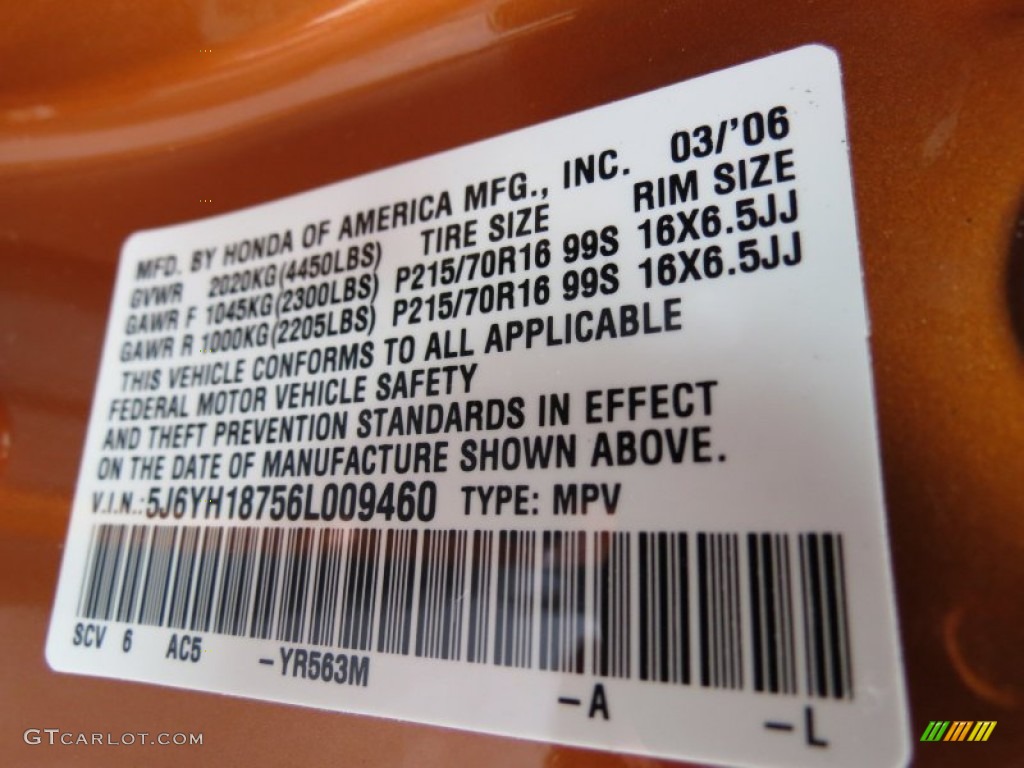 MFD. BY HONDA OF AMERICA MFG., INC. 03/'06
GVWR 2020KG(4450LBS) TIRE SIZE RIM SIZE
GAWR F 1045KG(2300LBS) P215/70R16 99S 16X6.5JJ
GAWR R 1000KG(2205LBS) P215/70R16 99S 16X6.5JJ
THIS VEHICLE CONFORMS TO ALL APPLICABLE
FEDERAL MOTOR VEHICLE SAFETY
AND THEFT PREVENTION STANDARDS IN EFFECT
ON THE DATE OF MANUFACTURE SHOWN ABOVE.
V.I.N.:5J6YH18756L009460 TYPE: MPV
SCV 6 AC5 -YR563M -A -L
GTCARLOT.COM